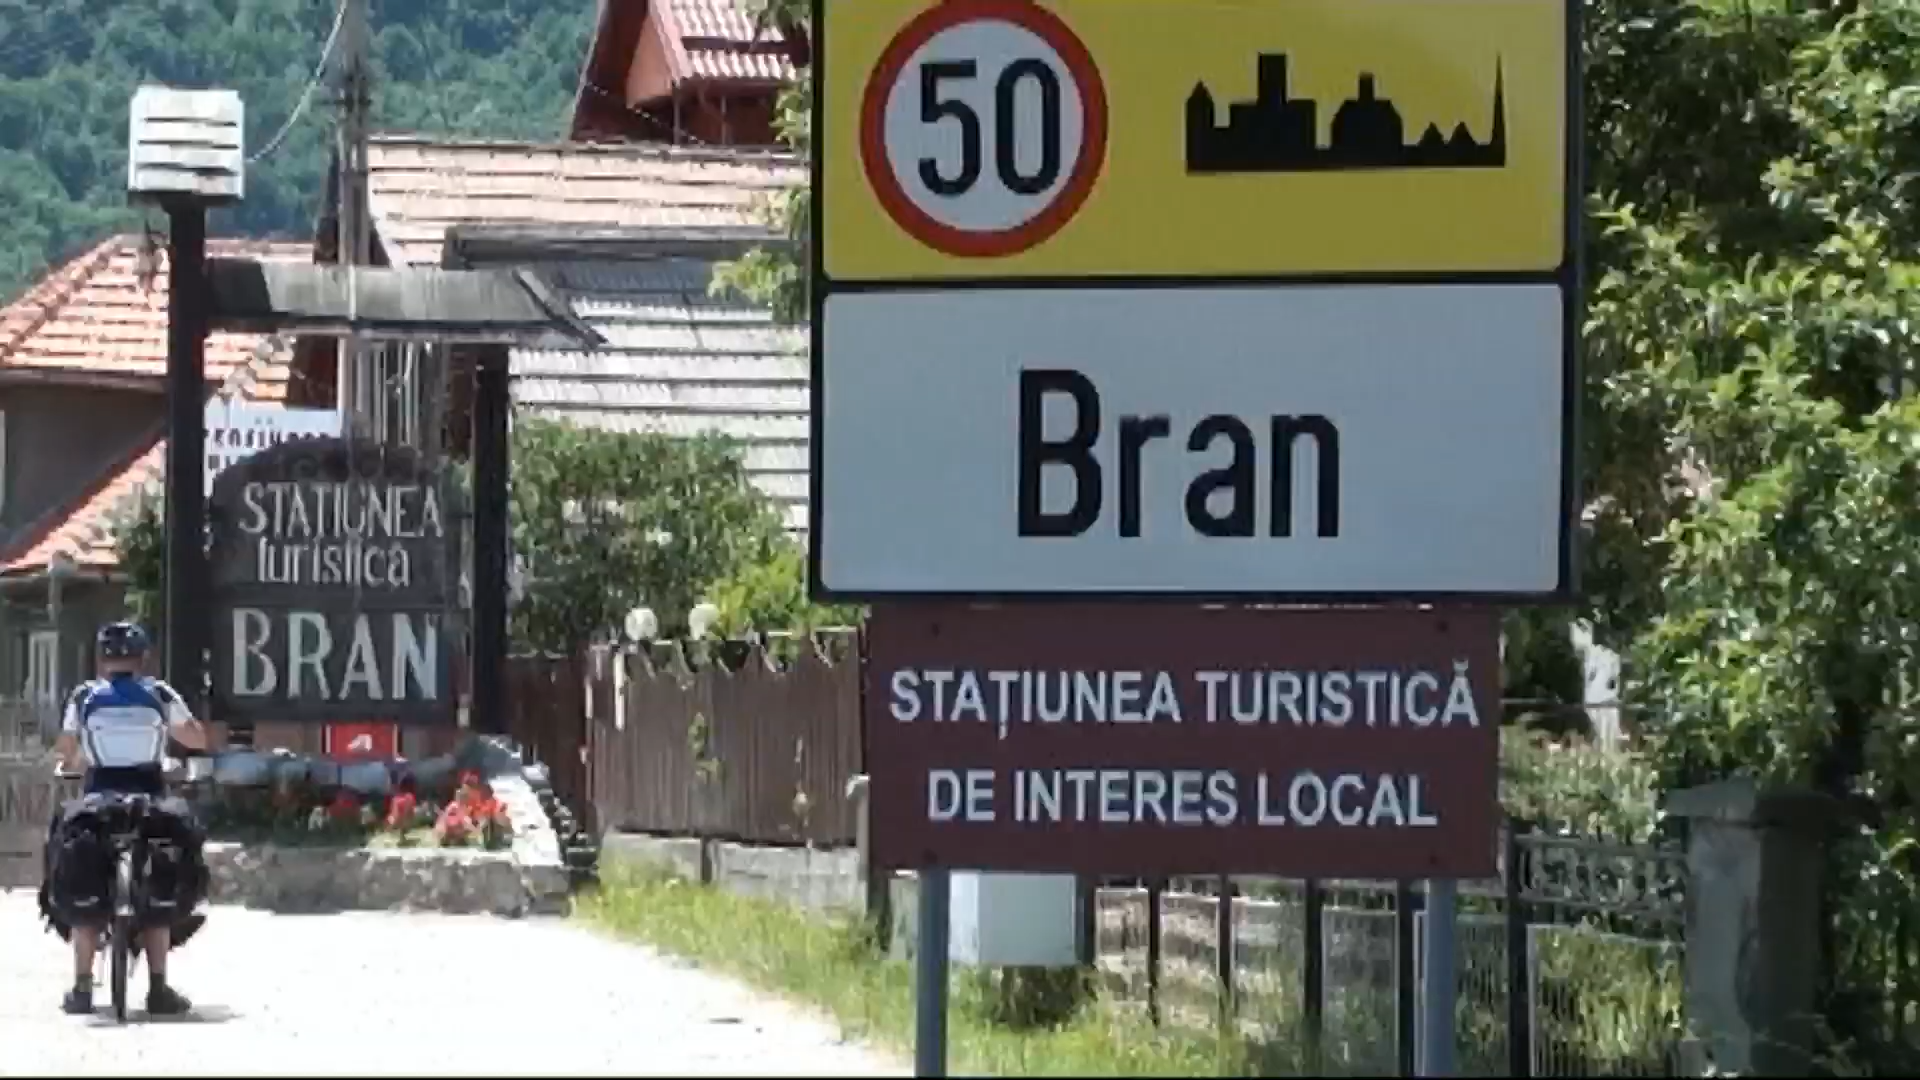 50
Bran
STAȚIUNEA TURISTICĂ
DE INTERES LOCAL
STAȚIUNEA
turistica
BRAN